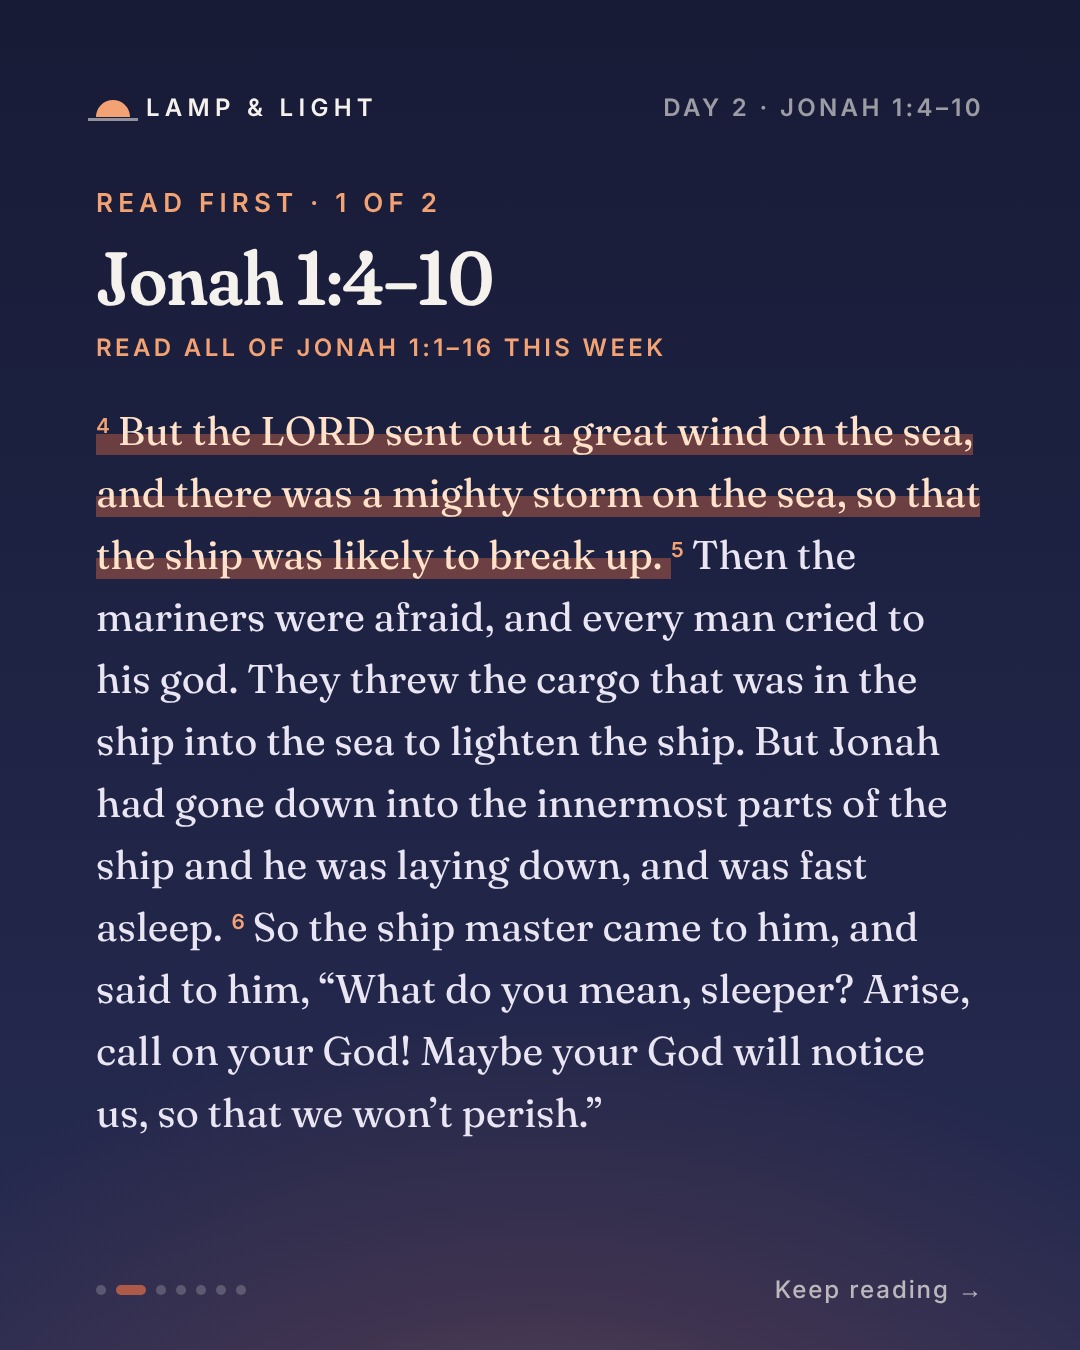 LAMP & LIGHT
DAY 2 · JONAH 1:4–10
READ FIRST · 1 OF 2
Jonah 1:4–10
READ ALL OF JONAH 1:1–16 THIS WEEK
4 But the LORD sent out a great wind on the sea,
and there was a mighty storm on the sea, so that
the ship was likely to break up. 5 Then the
mariners were afraid, and every man cried to
his god. They threw the cargo that was in the
ship into the sea to lighten the ship. But Jonah
had gone down into the innermost parts of the
ship and he was laying down, and was fast
asleep. 6 So the ship master came to him, and
said to him, “What do you mean, sleeper? Arise,
call on your God! Maybe your God will notice
us, so that we won’t perish.”
Keep reading →